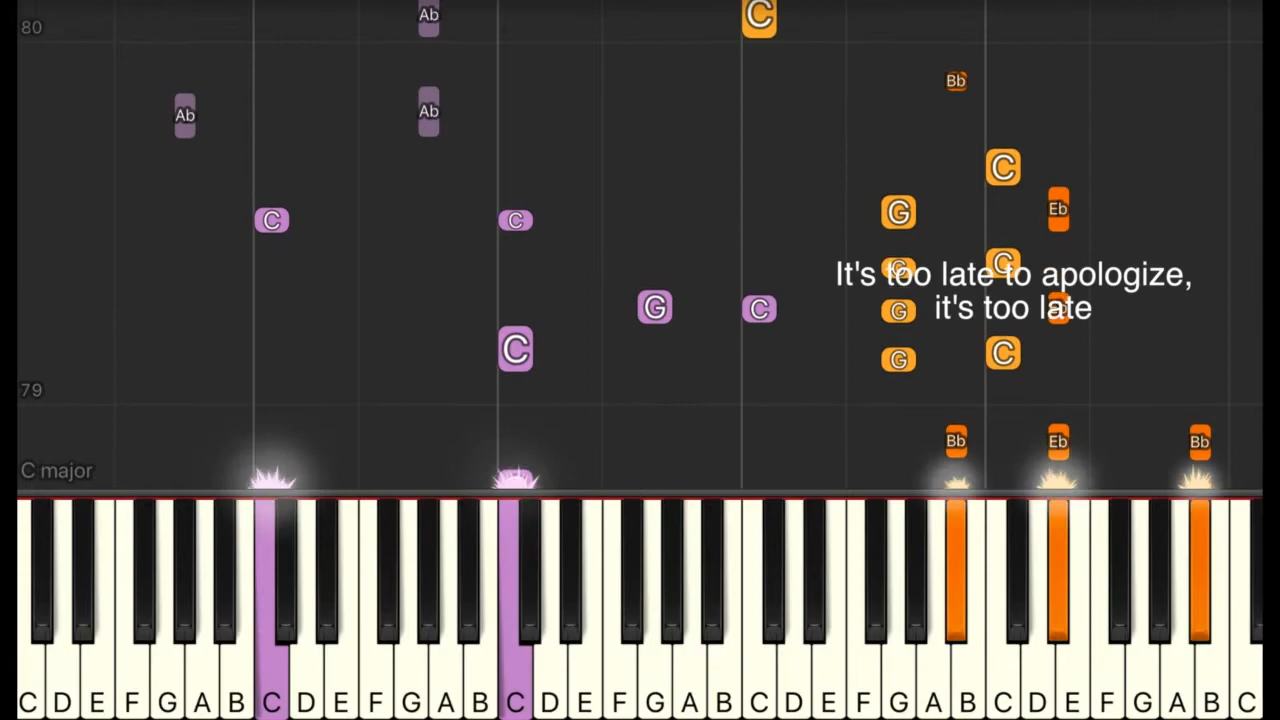 80
Ab
C
Bb
Ab
Ab
C
G
Eb
C
C
G
C
It's too late to apologize,
G
C
G
it's too late
C
G
C
79
Bb
Eb
Bb
C major
C D E F G A B C D E F G A B C D E F G A B C D E F G A B C D E F G A B C